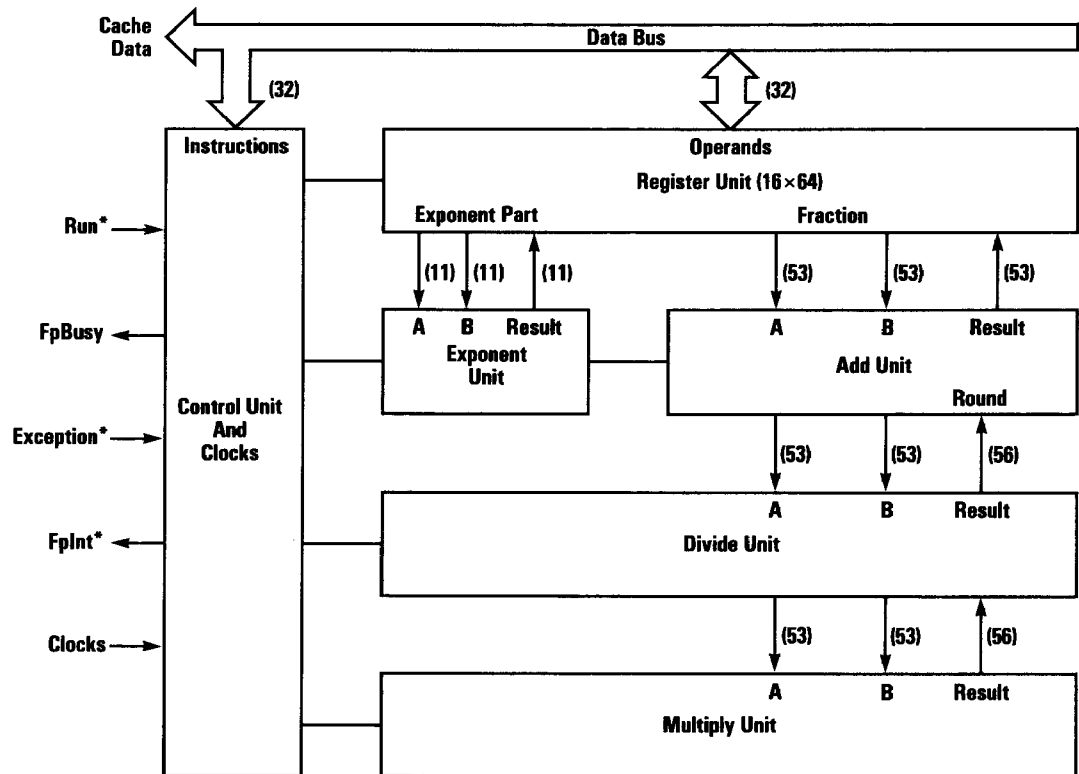 Cache
Data
Data Bus
(32)
(32)
Instructions
Operands
Register Unit (16×64)
Exponent Part
Fraction
Run*
(11)
(11)
(11)
(53)
(53)
(53)
FpBusy
A
B
Result
Exponent
Unit
A
B
Result
Add Unit
Round
Control Unit
And
Clocks
Exception*
(53)
(53)
(56)
A
B
Result
FpInt*
Divide Unit
Clocks
(53)
(53)
(56)
A
B
Result
Multiply Unit